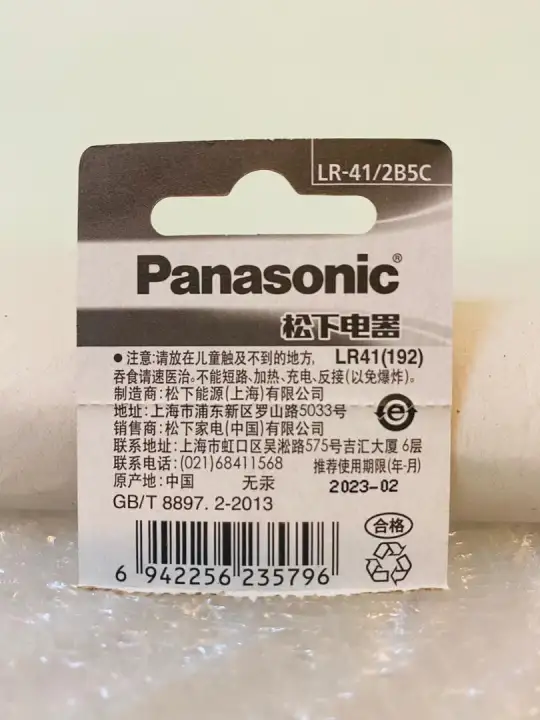 LR-41/2B5C
Panasonic®
松下电器
●注意:请放在儿童触及不到的地方, LR41(192)
吞食请速医治。不能短路、加热、充电、反接(以免爆炸)。
制造商:松下能源(上海)有限公司
地址:上海市浦东新区罗山路5033号
销售商:松下家电(中国)有限公司
联系地址:上海市虹口区吴淞路575号吉汇大厦 6层
联系电话:(021)68411568 推荐使用期限(年-月)
原产地:中国 无汞 2023-02
GB/T 8897. 2-2013
合格
6 942256 235796